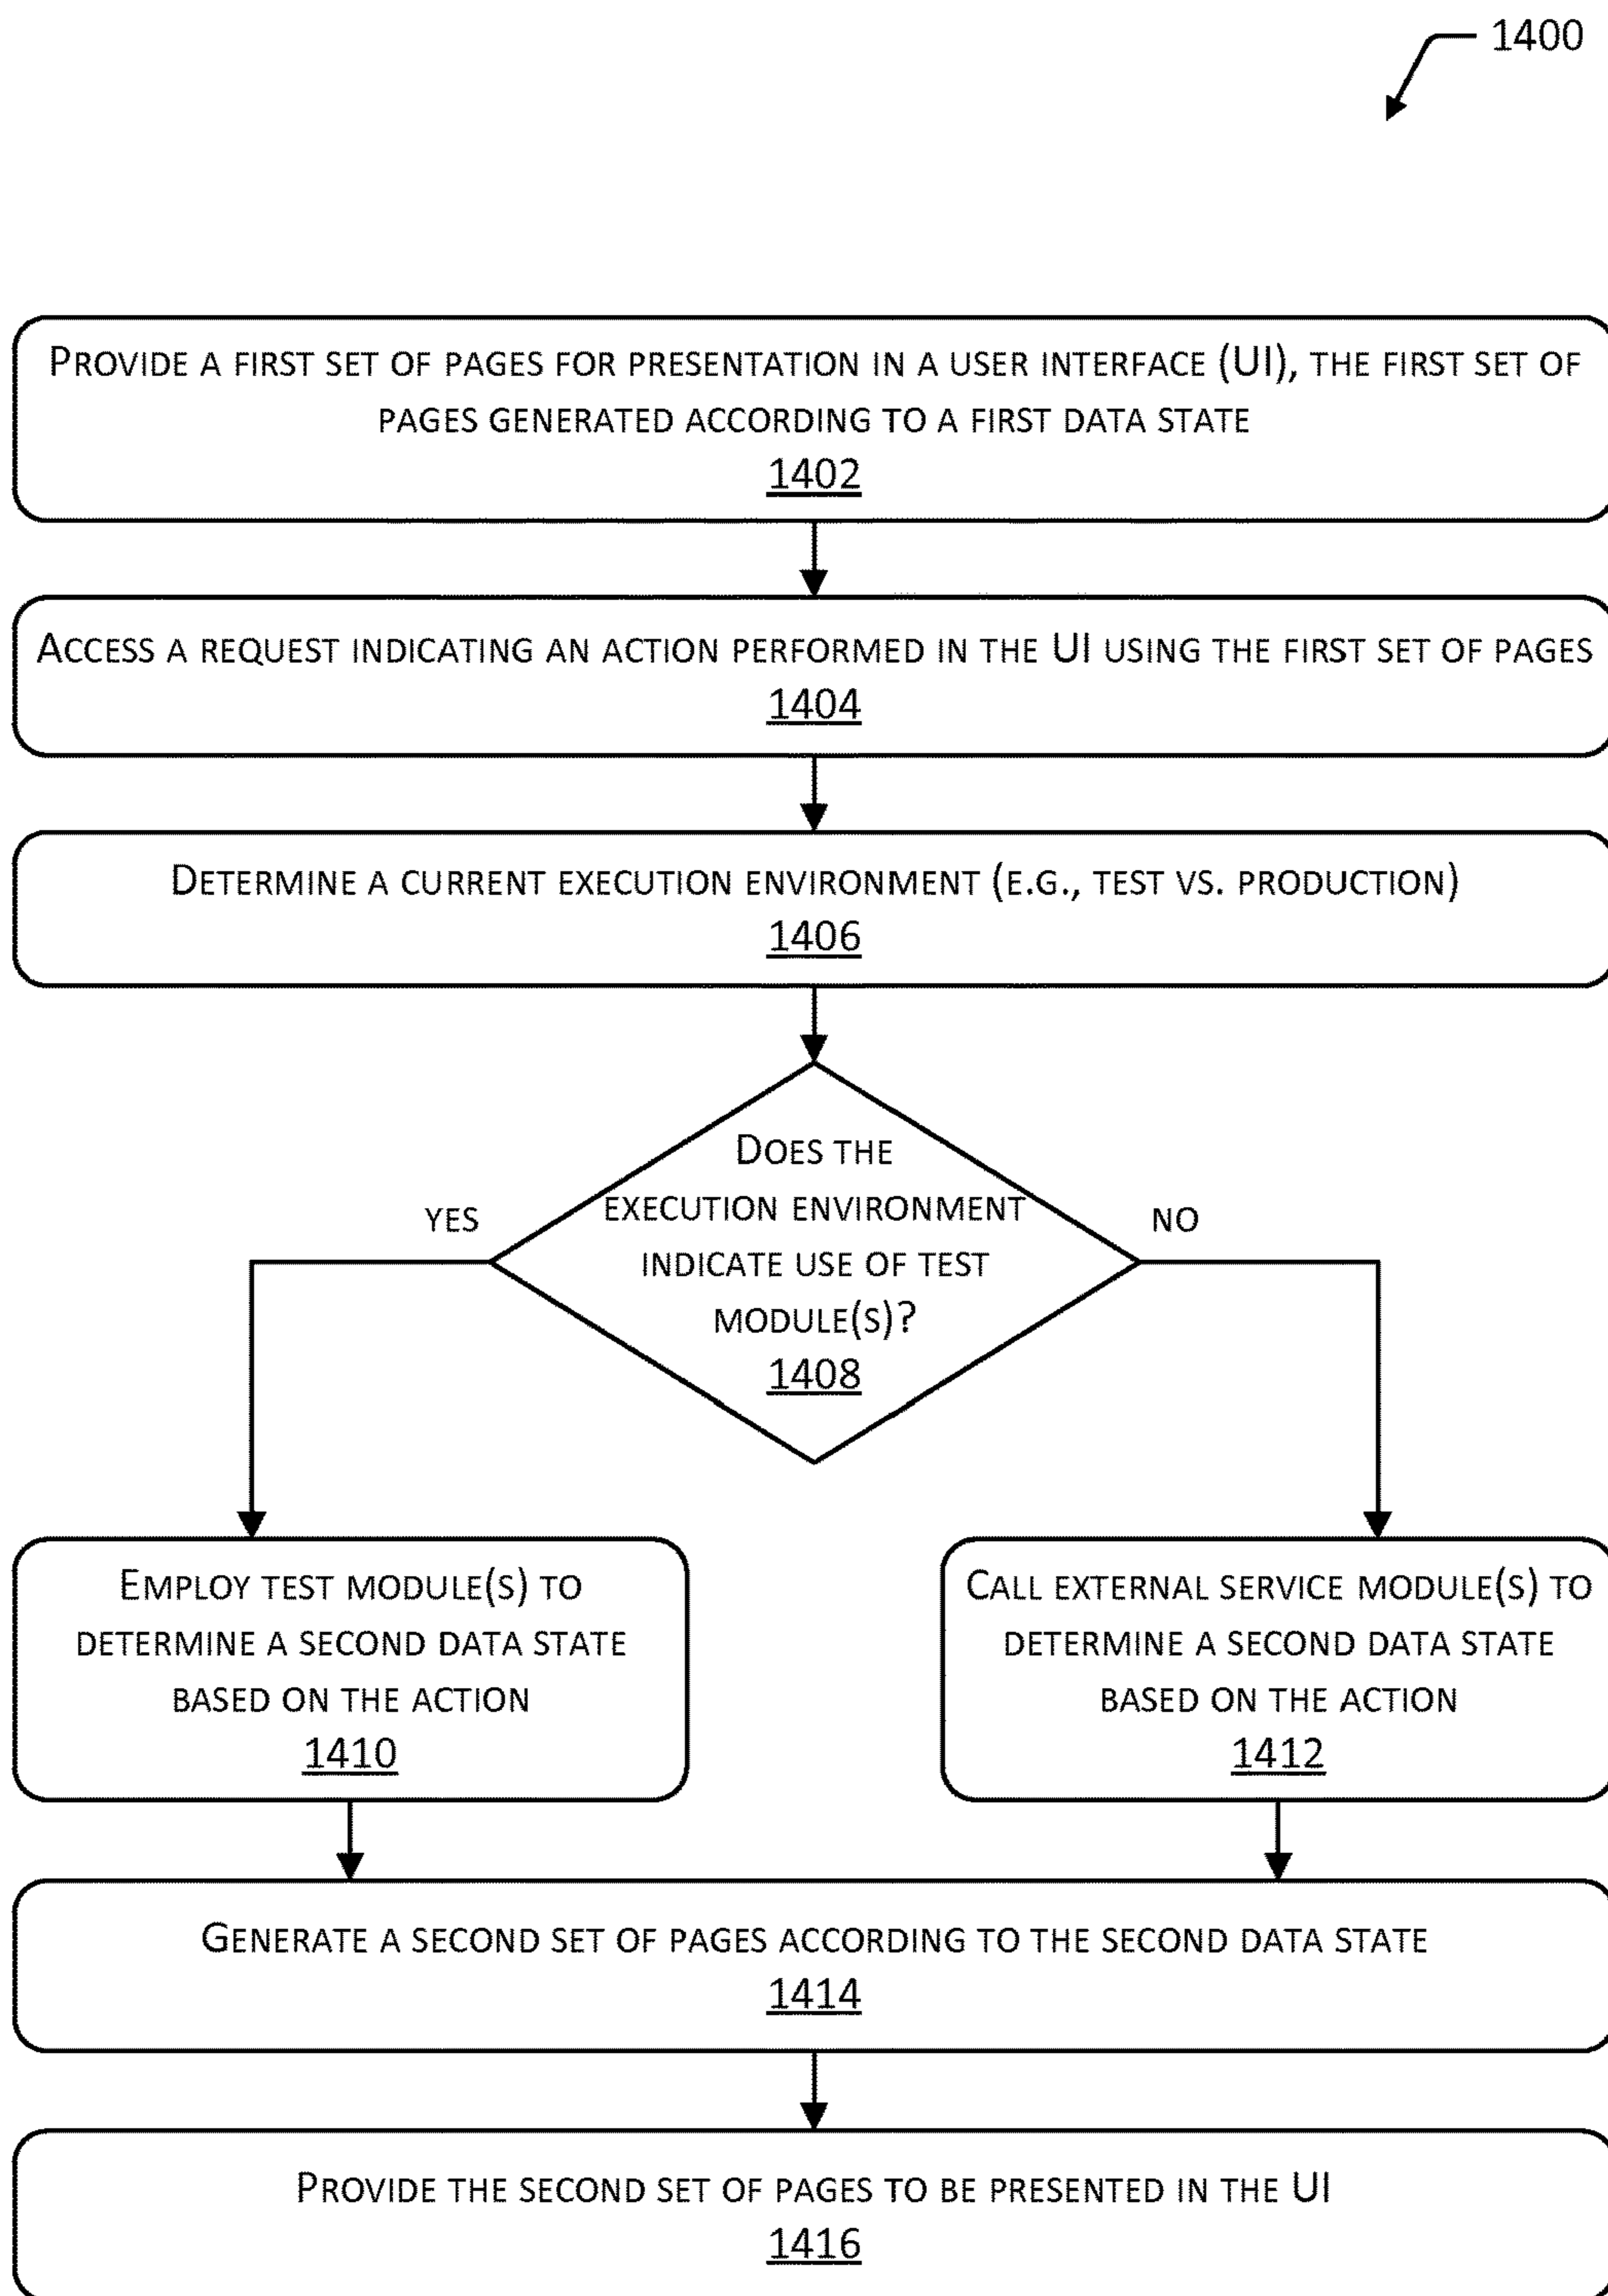 1400
PROVIDE A FIRST SET OF PAGES FOR PRESENTATION IN A USER INTERFACE (UI), THE FIRST SET OF
PAGES GENERATED ACCORDING TO A FIRST DATA STATE
1402
ACCESS A REQUEST INDICATING AN ACTION PERFORMED IN THE UI USING THE FIRST SET OF PAGES
1404
DETERMINE A CURRENT EXECUTION ENVIRONMENT (E.G., TEST VS. PRODUCTION)
1406
DOES THE
EXECUTION ENVIRONMENT
INDICATE USE OF TEST
MODULE(S)?
1408
YES
NO
EMPLOY TEST MODULE(S) TO
DETERMINE A SECOND DATA STATE
BASED ON THE ACTION
1410
CALL EXTERNAL SERVICE MODULE(S) TO
DETERMINE A SECOND DATA STATE
BASED ON THE ACTION
1412
GENERATE A SECOND SET OF PAGES ACCORDING TO THE SECOND DATA STATE
1414
PROVIDE THE SECOND SET OF PAGES TO BE PRESENTED IN THE UI
1416